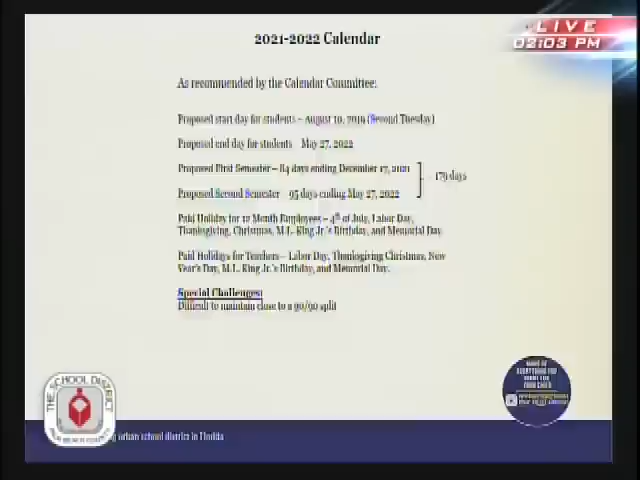 LIVE
02:03 PM
2021-2022 Calendar
As recommended by the Calendar Committee:
Proposed start day for students – August 10, 2019 (Second Tuesday)
Proposed end day for students May 27, 2022
Proposed First Semester – 84 days ending December 17, 2021
179 days
Proposed Second Semester 95 days ending May 27, 2022
Paid Holiday for 12 Month Employees – 4th of July, Labor Day,
Thanksgiving, Christmas, M.L. King Jr.'s Birthday, and Memorial Day
Paid Holidays for Teachers – Labor Day, Thanksgiving Christmas, New
Year's Day, M.L. King Jr.'s Birthday, and Memorial Day.
Special Challenges:
Difficult to maintain close to a 90/90 split
THE SCHOOL DISTRICT
urban school district in Florida